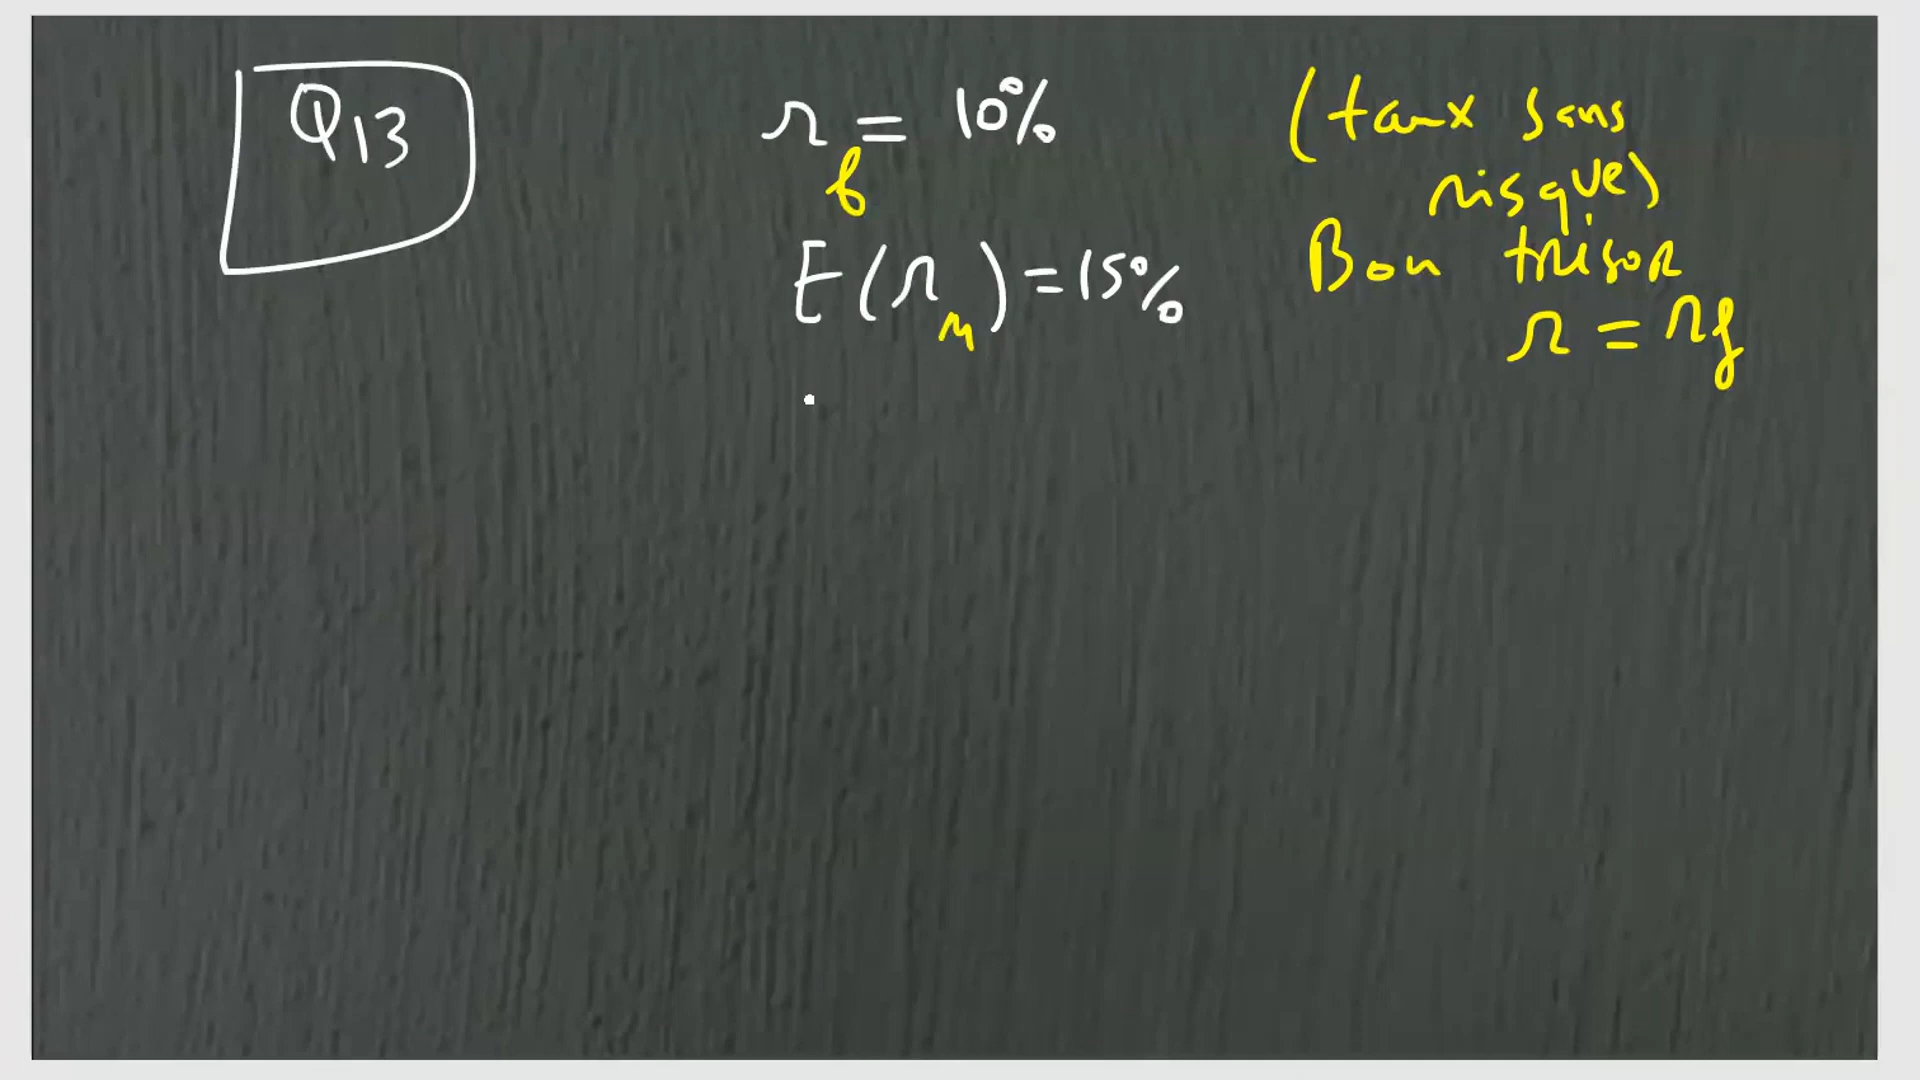 Q13
r_f = 10%
(taux sans
risque)
E(r_M) = 15%
Bon trésor
r = rf